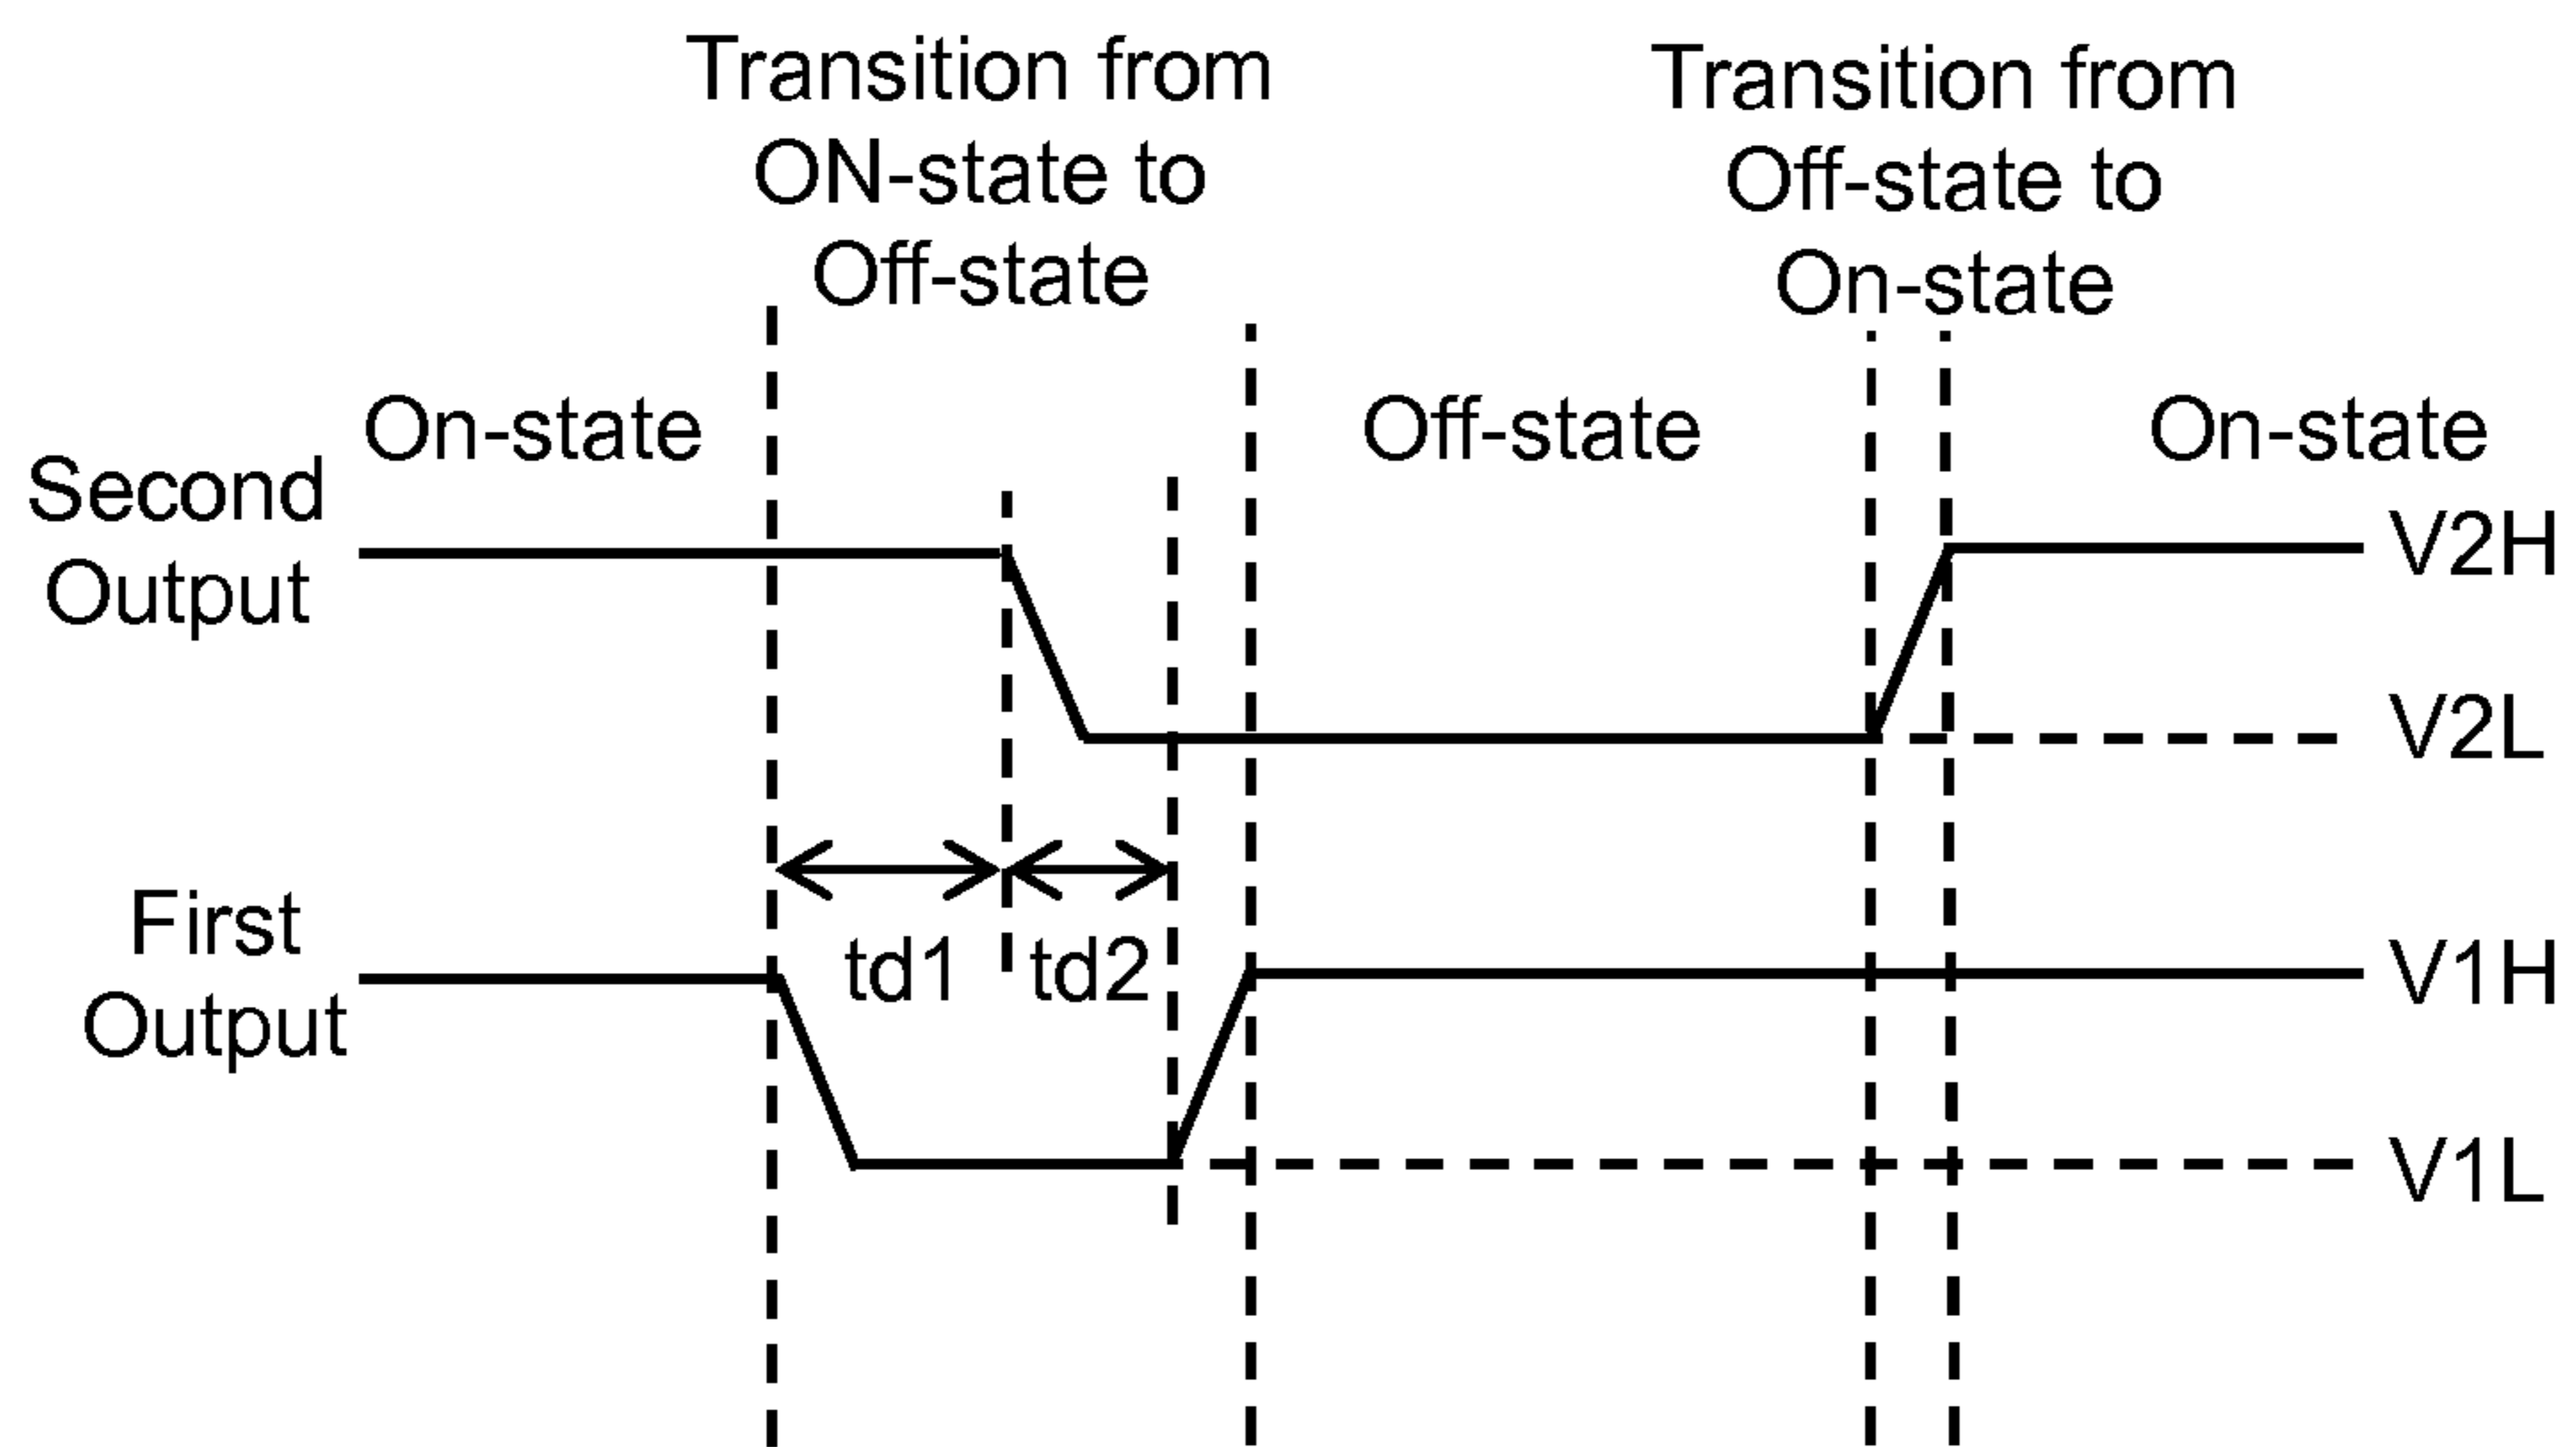 Transition from
ON-state to
Off-state
Transition from
Off-state to
On-state
On-state
Off-state
On-state
Second
Output
V2H
V2L
First
Output
td1
td2
V1H
V1L